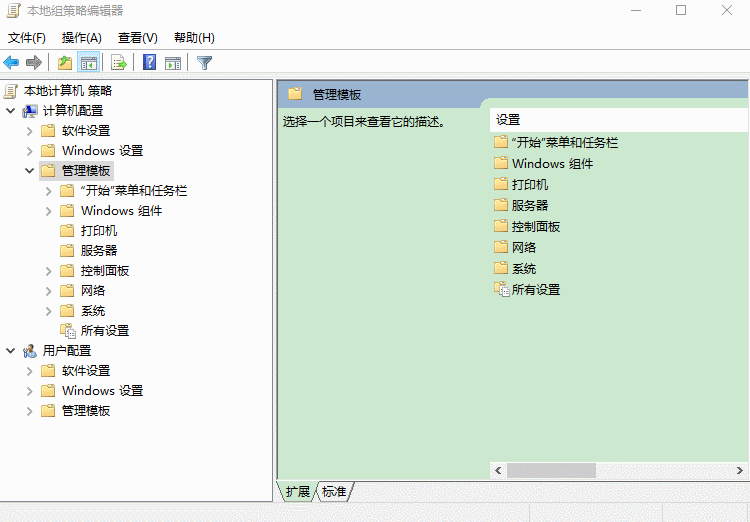 本地组策略编辑器
文件(F) 操作(A) 查看(V) 帮助(H)
本地计算机 策略
计算机配置
软件设置
Windows 设置
管理模板
“开始”菜单和任务栏
Windows 组件
打印机
服务器
控制面板
网络
系统
所有设置
用户配置
软件设置
Windows 设置
管理模板
管理模板
选择一个项目来查看它的描述。
设置
“开始”菜单和任务栏
Windows 组件
打印机
服务器
控制面板
网络
系统
所有设置
扩展 标准